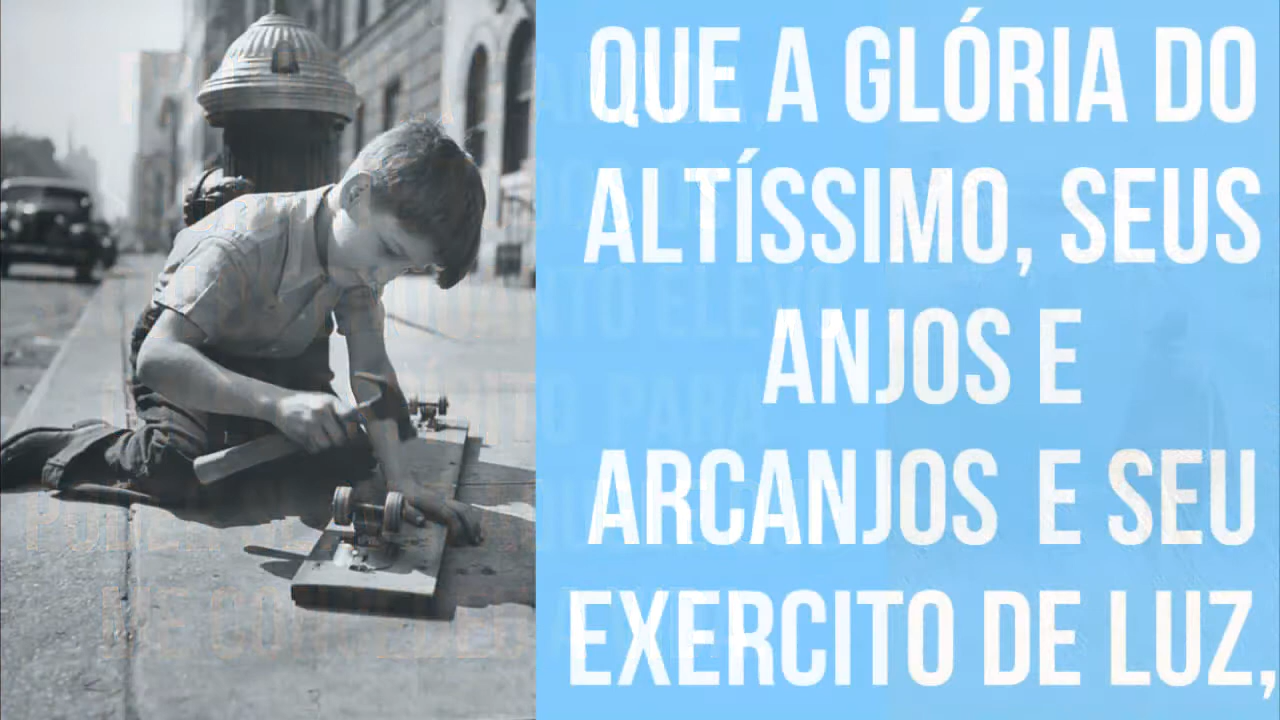 QUE A GLÓRIA DO
ALTÍSSIMO, SEUS
ANJOS E
ARCANJOS E SEU
EXERCITO DE LUZ,